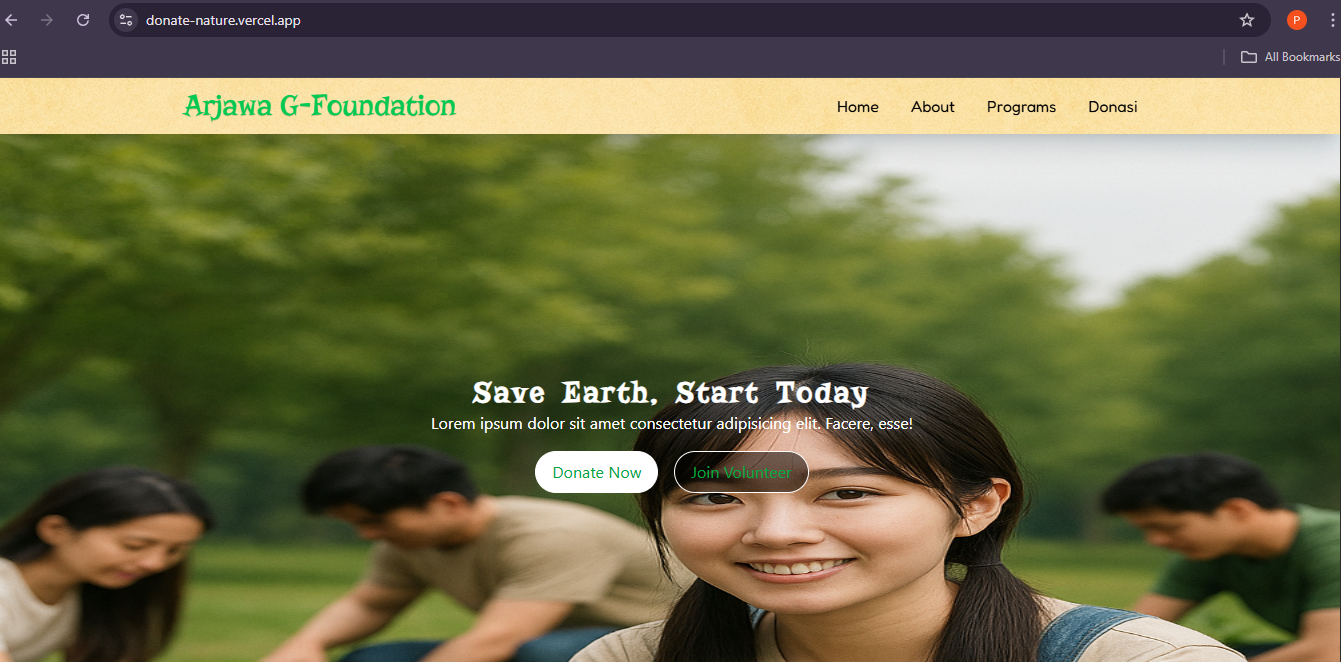 donate-nature.vercel.app
P
All Bookmarks
Arjawa G-Foundation
Home About Programs Donasi
Save Earth, Start Today
Lorem ipsum dolor sit amet consectetur adipisicing elit. Facere, esse!
Donate Now Join Volunteer